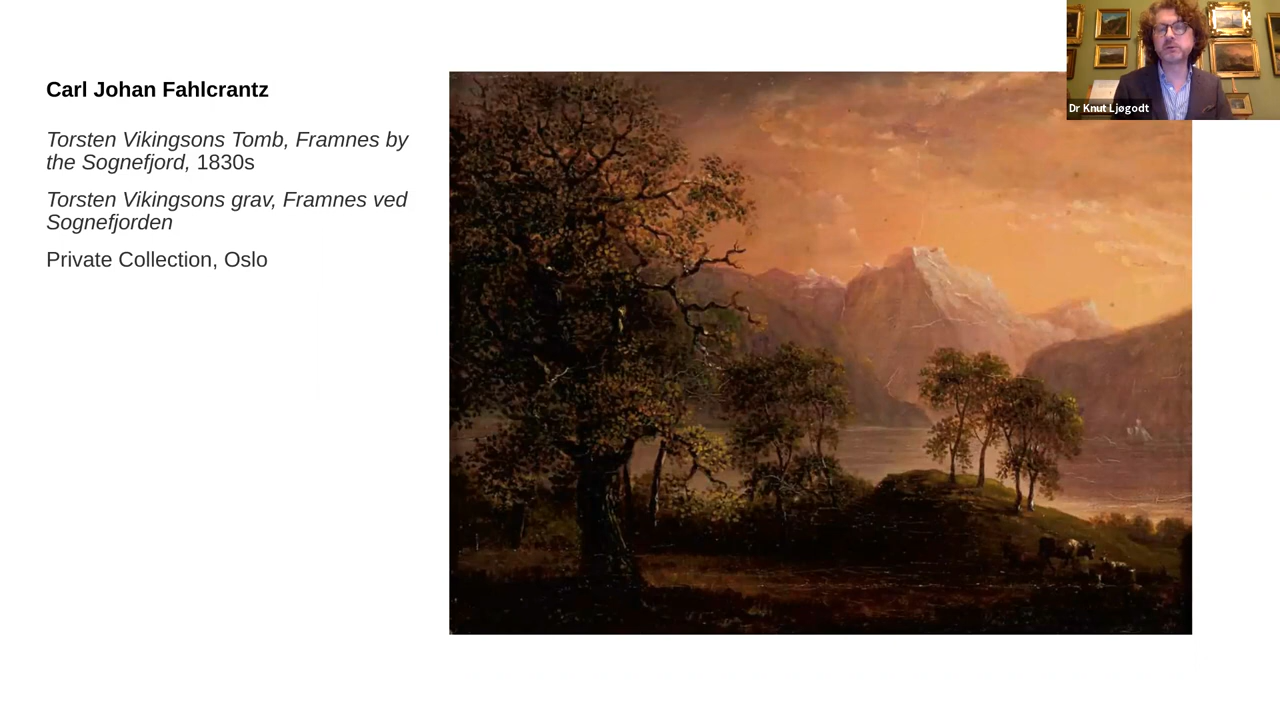 Carl Johan Fahlcrantz
Torsten Vikingsons Tomb, Framnes by
the Sognefjord, 1830s
Torsten Vikingsons grav, Framnes ved
Sognefjorden
Private Collection, Oslo
Dr Knut Ljøgodt